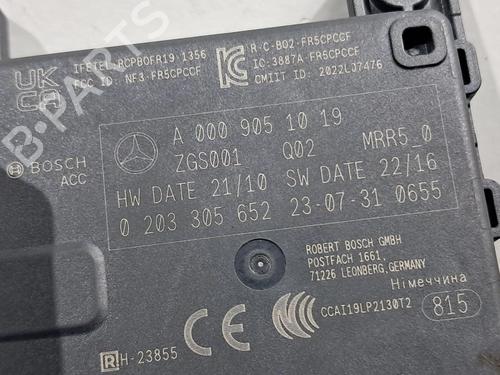 UK
CA
IFETEL: RCPBOFR19-1356
FCC ID: NF3-FR5CPCCF
R-C-BO2-FR5CPCCF
IC:3887A-FR5CPCCF
CMIIT ID: 2022LJ7476
BOSCH
ACC
A 000 905 10 19
ZGS001 Q02 MRR5_0
HW DATE 21/10 SW DATE 22/16
0 203 305 652 23-07-31 0655
ROBERT BOSCH GMBH
POSTFACH 1661,
71226 LEONBERG,GERMANY
Німеччина
CCAI19LP2130T2
815
R H-23855
B-Parts